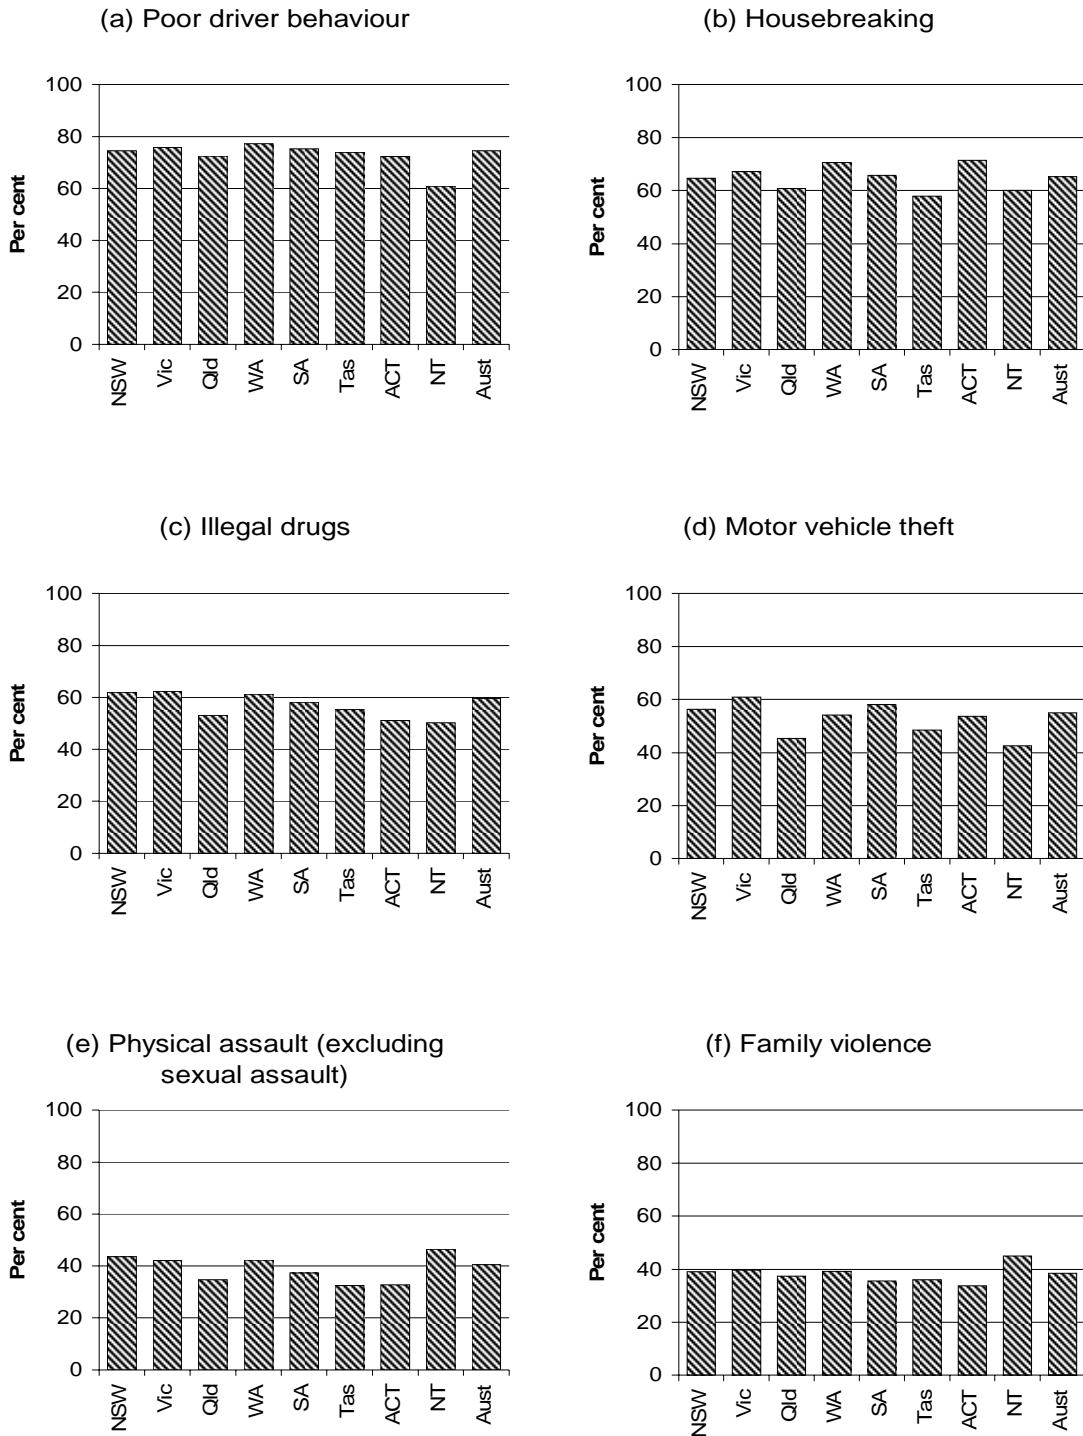 (a) Poor driver behaviour
100
80
60
40
20
0
Per cent
NSW
Vic
Qld
WA
SA
Tas
ACT
NT
Aust
(b) Housebreaking
100
80
60
40
20
0
Per cent
NSW
Vic
Qld
WA
SA
Tas
ACT
NT
Aust
(c) Illegal drugs
100
80
60
40
20
0
Per cent
NSW
Vic
Qld
WA
SA
Tas
ACT
NT
Aust
(d) Motor vehicle theft
100
80
60
40
20
0
Per cent
NSW
Vic
Qld
WA
SA
Tas
ACT
NT
Aust
(e) Physical assault (excluding
sexual assault)
100
80
60
40
20
0
Per cent
NSW
Vic
Qld
WA
SA
Tas
ACT
NT
Aust
(f) Family violence
100
80
60
40
20
0
Per cent
NSW
Vic
Qld
WA
SA
Tas
ACT
NT
Aust